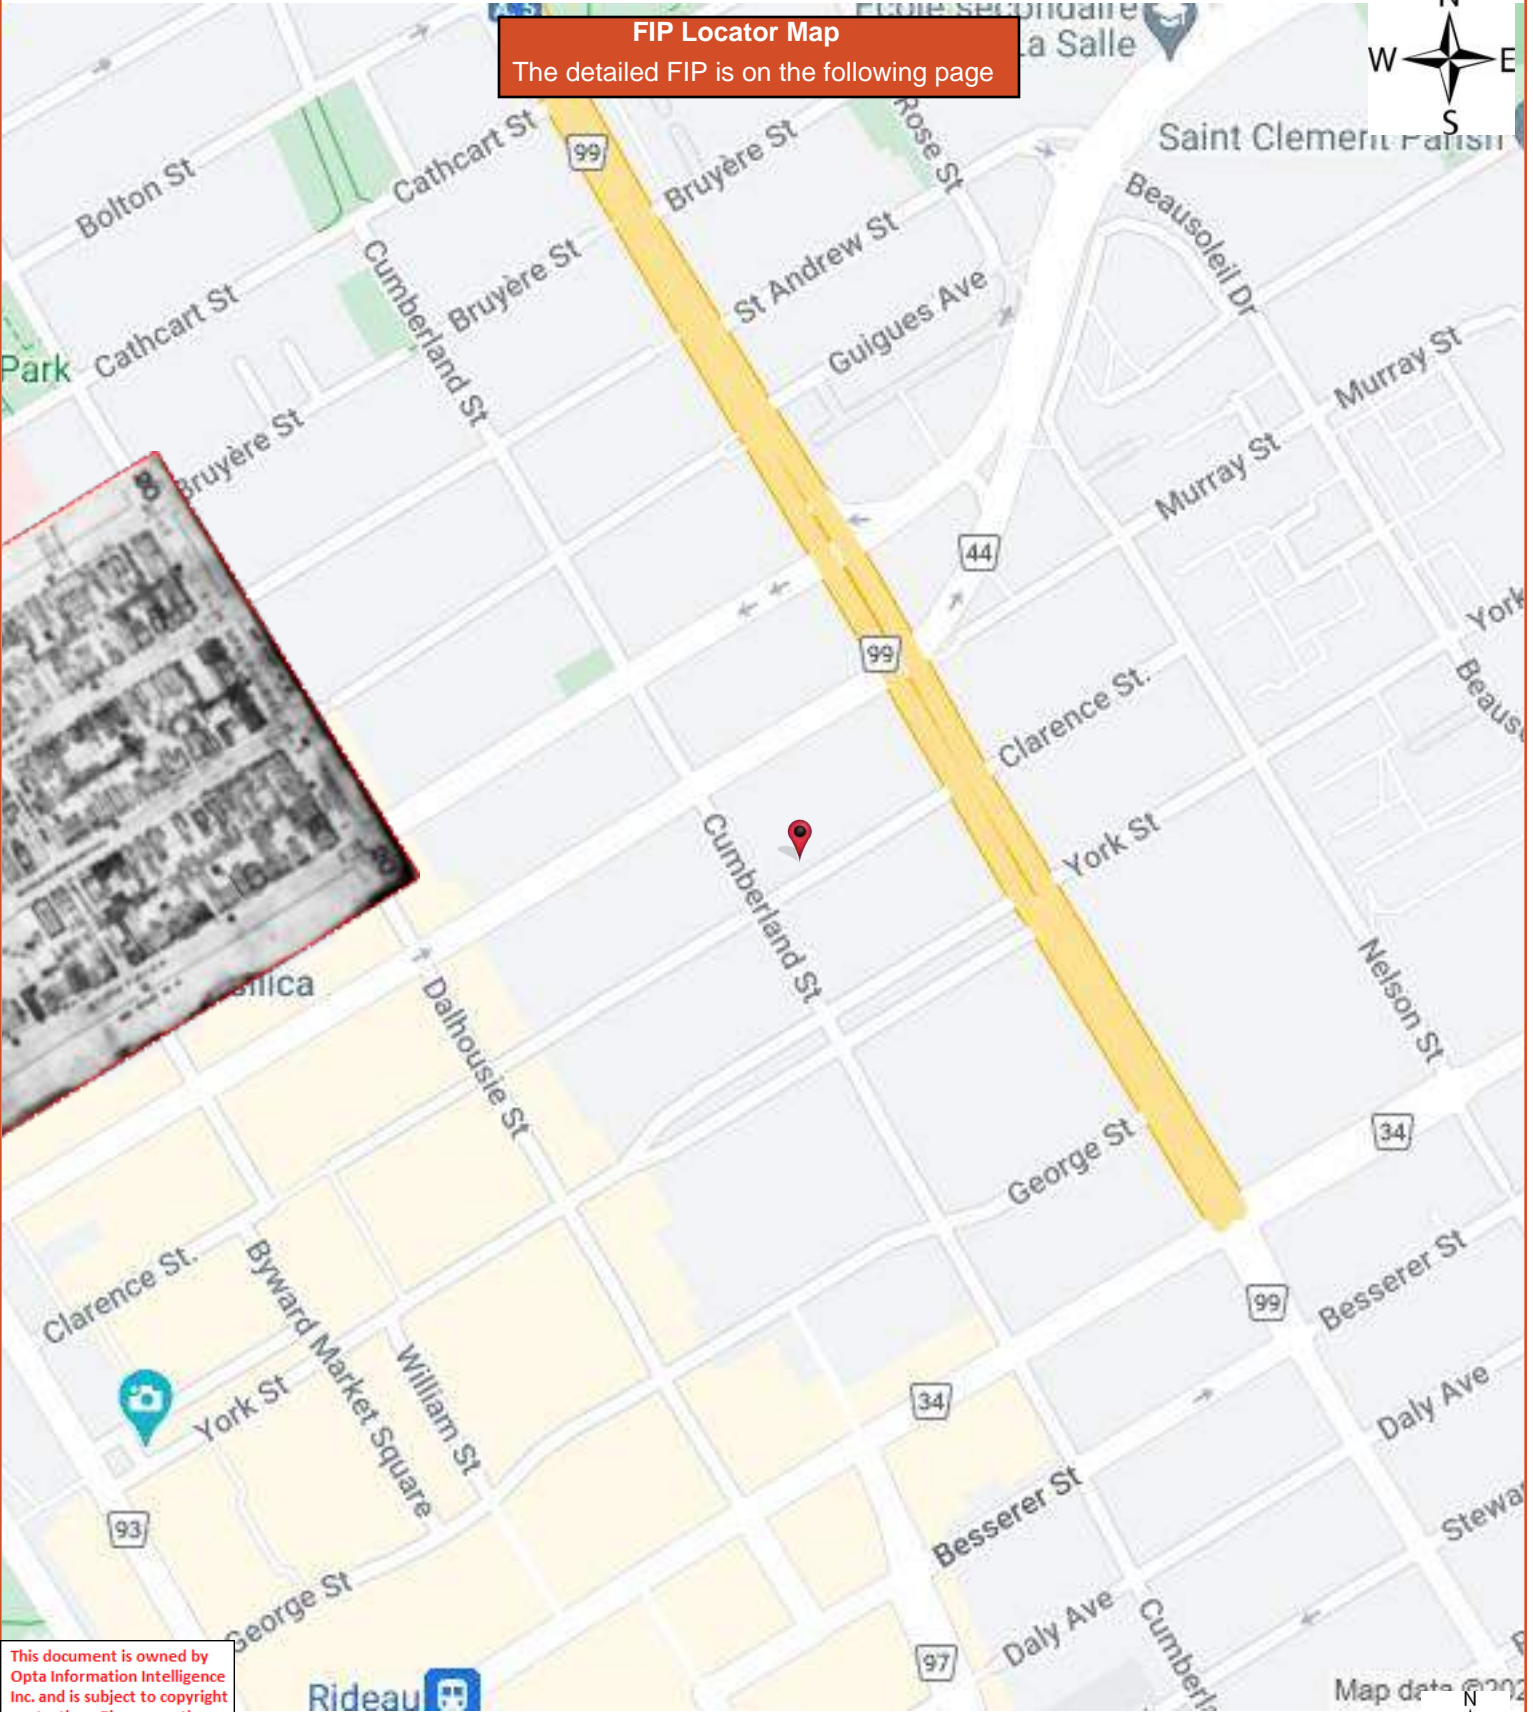 FIP Locator Map
The detailed FIP is on the following page
La Salle
N
W
E
S
Saint Clement Parish
Rose St
Cathcart St
99
Bruyère St
Bolton St
Beausoleil Dr
Cumberland St
Bruyère St
St Andrew St
Guigues Ave
Cathcart St
Park
Murray St
Bruyère St
Murray St
80
44
99
York
Clarence St.
Cumberland St
York St
Nelson St
Dalhousie St
34
George St
Clarence St.
Byward Market Square
99
Besserer St
William St
York St
34
Daly Ave
Besserer St
93
George St
Daly Ave
97
This document is owned by
Opta Information Intelligence
Inc. and is subject to copyright
Rideau
Map data
N